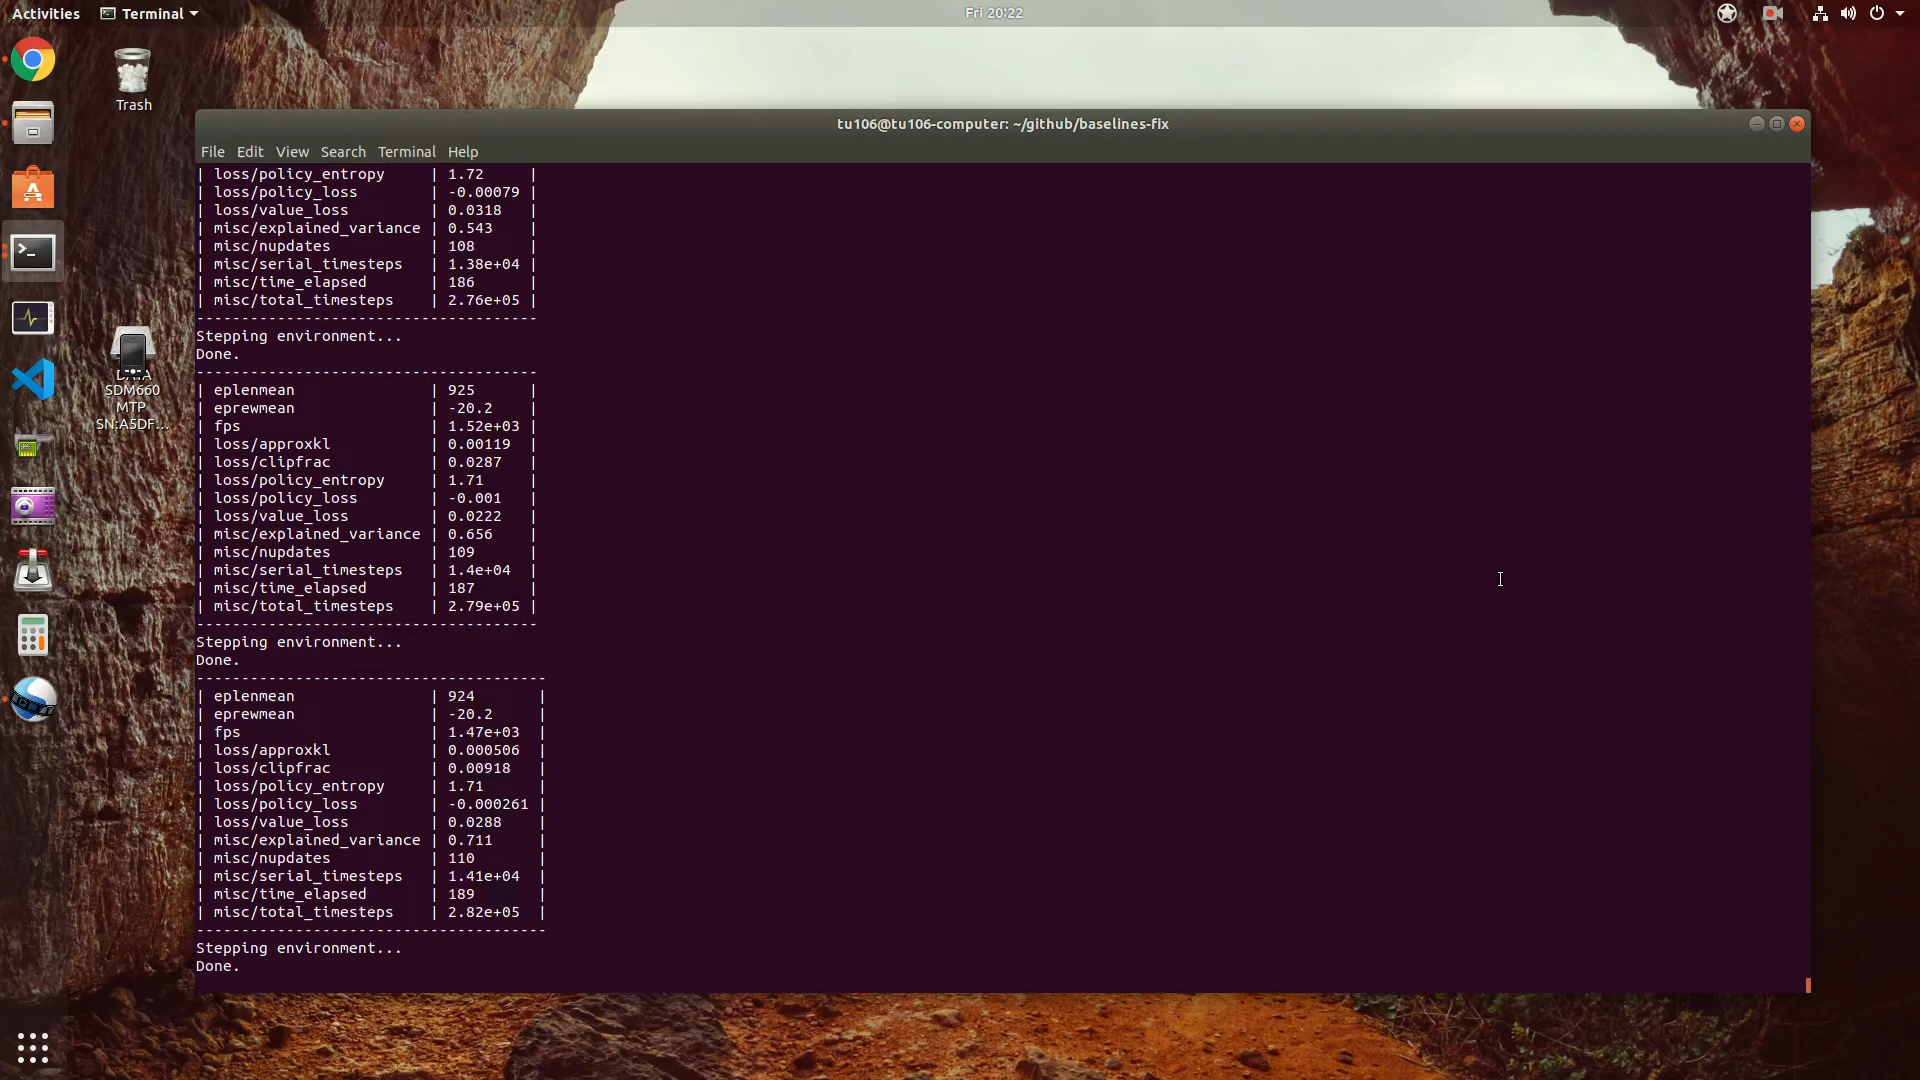 Activities Terminal Fri 20:22
Trash
DATA
SDM660
MTP
SN:A5DF...
tu106@tu106-computer: ~/github/baselines-fix
File Edit View Search Terminal Help
| loss/policy_entropy | 1.72 |
| loss/policy_loss | -0.00079 |
| loss/value_loss | 0.0318 |
| misc/explained_variance | 0.543 |
| misc/nupdates | 108 |
| misc/serial_timesteps | 1.38e+04 |
| misc/time_elapsed | 186 |
| misc/total_timesteps | 2.76e+05 |
--------------------------------------
Stepping environment...
Done.
--------------------------------------
| eplenmean | 925 |
| eprewmean | -20.2 |
| fps | 1.52e+03 |
| loss/approxkl | 0.00119 |
| loss/clipfrac | 0.0287 |
| loss/policy_entropy | 1.71 |
| loss/policy_loss | -0.001 |
| loss/value_loss | 0.0222 |
| misc/explained_variance | 0.656 |
| misc/nupdates | 109 |
| misc/serial_timesteps | 1.4e+04 |
| misc/time_elapsed | 187 |
| misc/total_timesteps | 2.79e+05 |
--------------------------------------
Stepping environment...
Done.
---------------------------------------
| eplenmean | 924 |
| eprewmean | -20.2 |
| fps | 1.47e+03 |
| loss/approxkl | 0.000506 |
| loss/clipfrac | 0.00918 |
| loss/policy_entropy | 1.71 |
| loss/policy_loss | -0.000261 |
| loss/value_loss | 0.0288 |
| misc/explained_variance | 0.711 |
| misc/nupdates | 110 |
| misc/serial_timesteps | 1.41e+04 |
| misc/time_elapsed | 189 |
| misc/total_timesteps | 2.82e+05 |
---------------------------------------
Stepping environment...
Done.